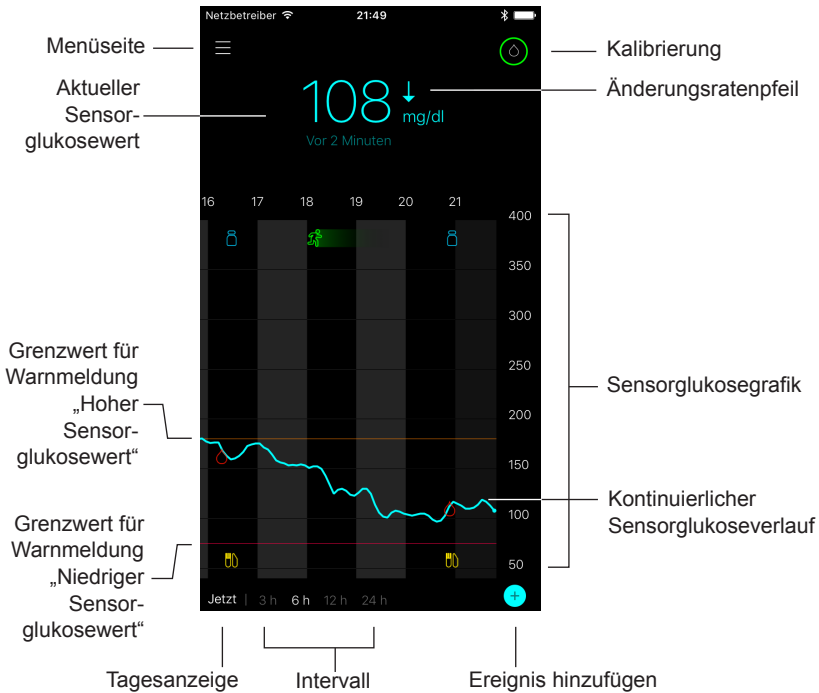 Netzbetreiber 21:49
Menüseite
Kalibrierung
Aktueller
Sensor-
glukosewert
108 mg/dl
Änderungsratenpfeil
Vor 2 Minuten
16 17 18 19 20 21
400
350
300
250
200
150
100
50
Grenzwert für
Warnmeldung
„Hoher
Sensor-
glukosewert“
Sensorglukosegrafik
Kontinuierlicher
Sensorglukoseverlauf
Grenzwert für
Warnmeldung
„Niedriger
Sensor-
glukosewert“
Jetzt | 3 h 6 h 12 h 24 h
Tagesanzeige
Intervall
Ereignis hinzufügen